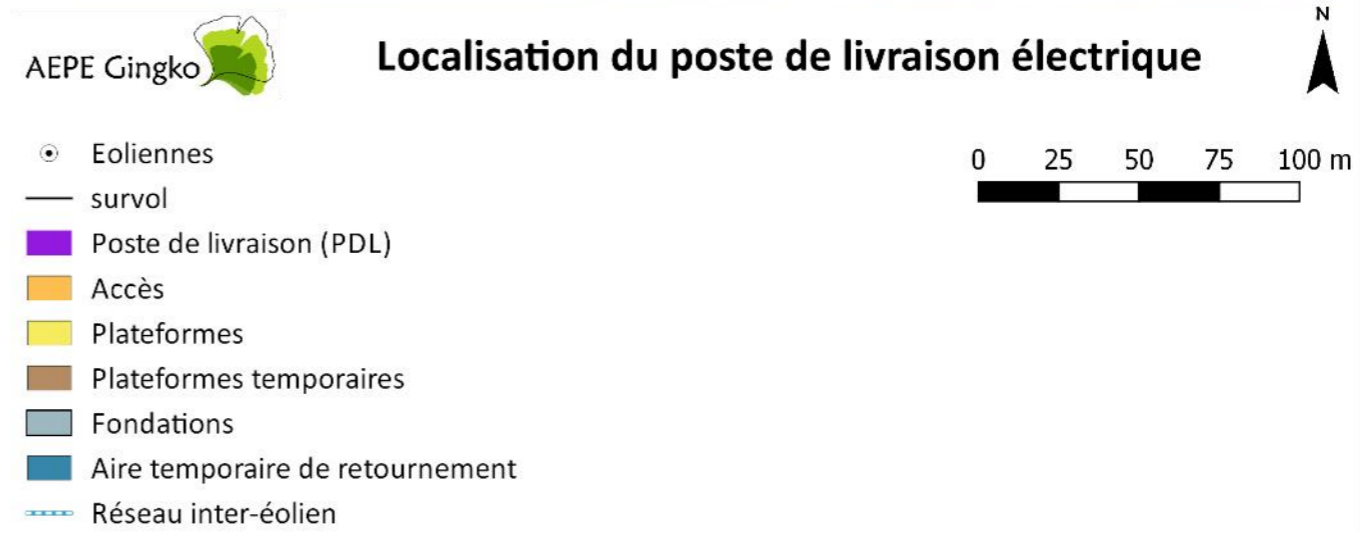 AEPE Gingko
Localisation du poste de livraison électrique
N
Eoliennes
0 25 50 75 100 m
survol
Poste de livraison (PDL)
Accès
Plateformes
Plateformes temporaires
Fondations
Aire temporaire de retournement
Réseau inter-éolien